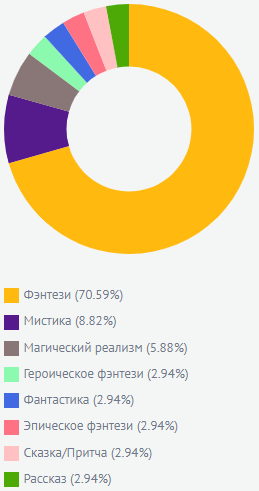 Фэнтези (70.59%)
Мистика (8.82%)
Магический реализм (5.88%)
Героическое фэнтези (2.94%)
Фантастика (2.94%)
Эпическое фэнтези (2.94%)
Сказка/Притча (2.94%)
Рассказ (2.94%)